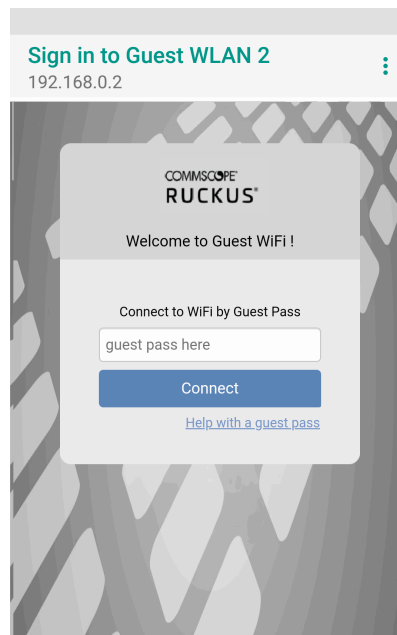 Sign in to Guest WLAN 2
192.168.0.2
COMMSCOPE®
RUCKUS®
Welcome to Guest WiFi !
Connect to WiFi by Guest Pass
guest pass here
Connect
Help with a guest pass